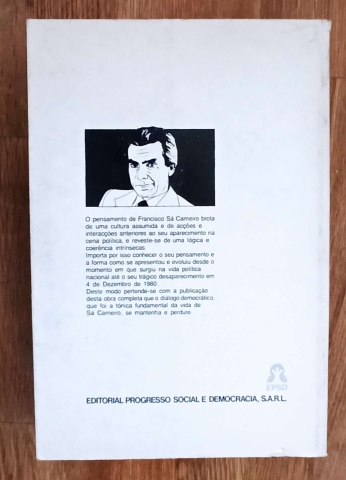 O pensamento de Francisco Sá Carneiro brota
de uma cultura assumida e de acções e
interacções anteriores ao seu aparecimento na
cena política, e reveste-se de uma lógica e
coerência intrínsecas.
Importa por isso conhecer o seu pensamento e
a forma como se apresentou e evoluiu desde o
momento em que surgiu na vida política
nacional até o seu trágico desaparecimento em
4 de Dezembro de 1980.
Deste modo pertende-se com a publicação
desta obra completa que o diálogo democrático,
que foi a tónica fundamental da vida de
Sá Carneiro, se mantenha e perdure.
EPSD
EDITORIAL PROGRESSO SOCIAL E DEMOCRACIA, S.A.R.L.